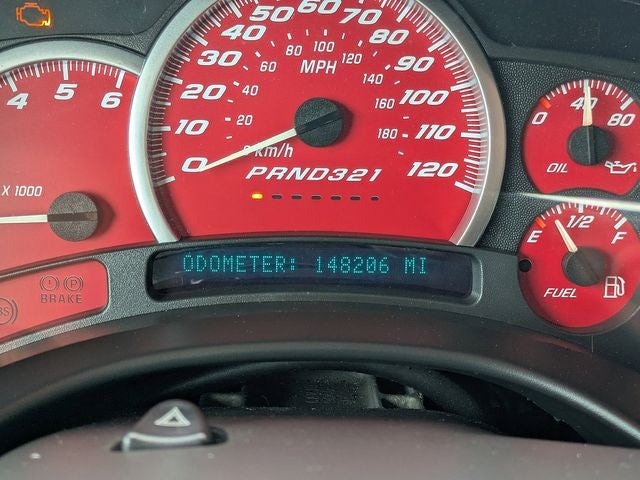 50 60 70
40 80
30 90
20 100
10 110
0 120
20 40 60 80 100 120 140 160 180
MPH
km/h
PRND321
4 5 6
X 1000
0 40 80
OIL
E 1/2 F
FUEL
ODOMETER: 148206 MI
P
BRAKE